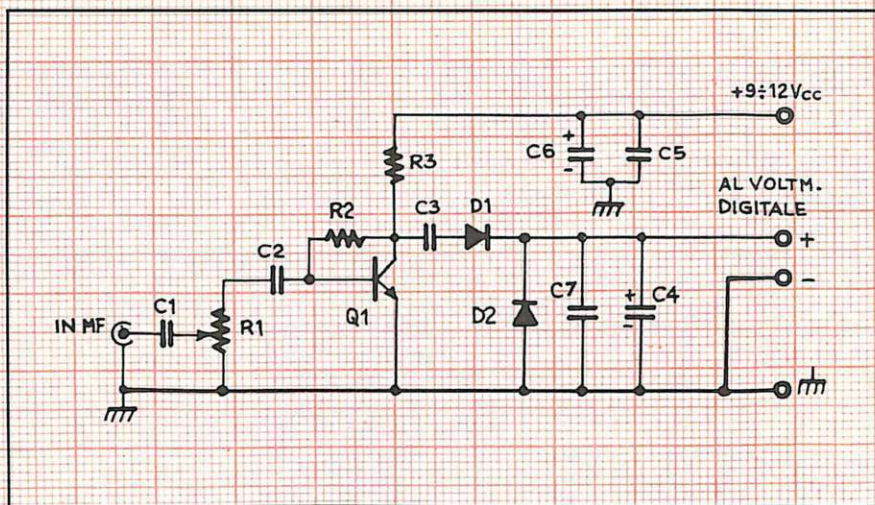 +9÷12Vcc
+
C6
-
C5
R3
AL VOLTM.
DIGITALE
R2
C3
D1
+
C2
-
C1
Q1
D2
C7
+
C4
-
IN MF
R1